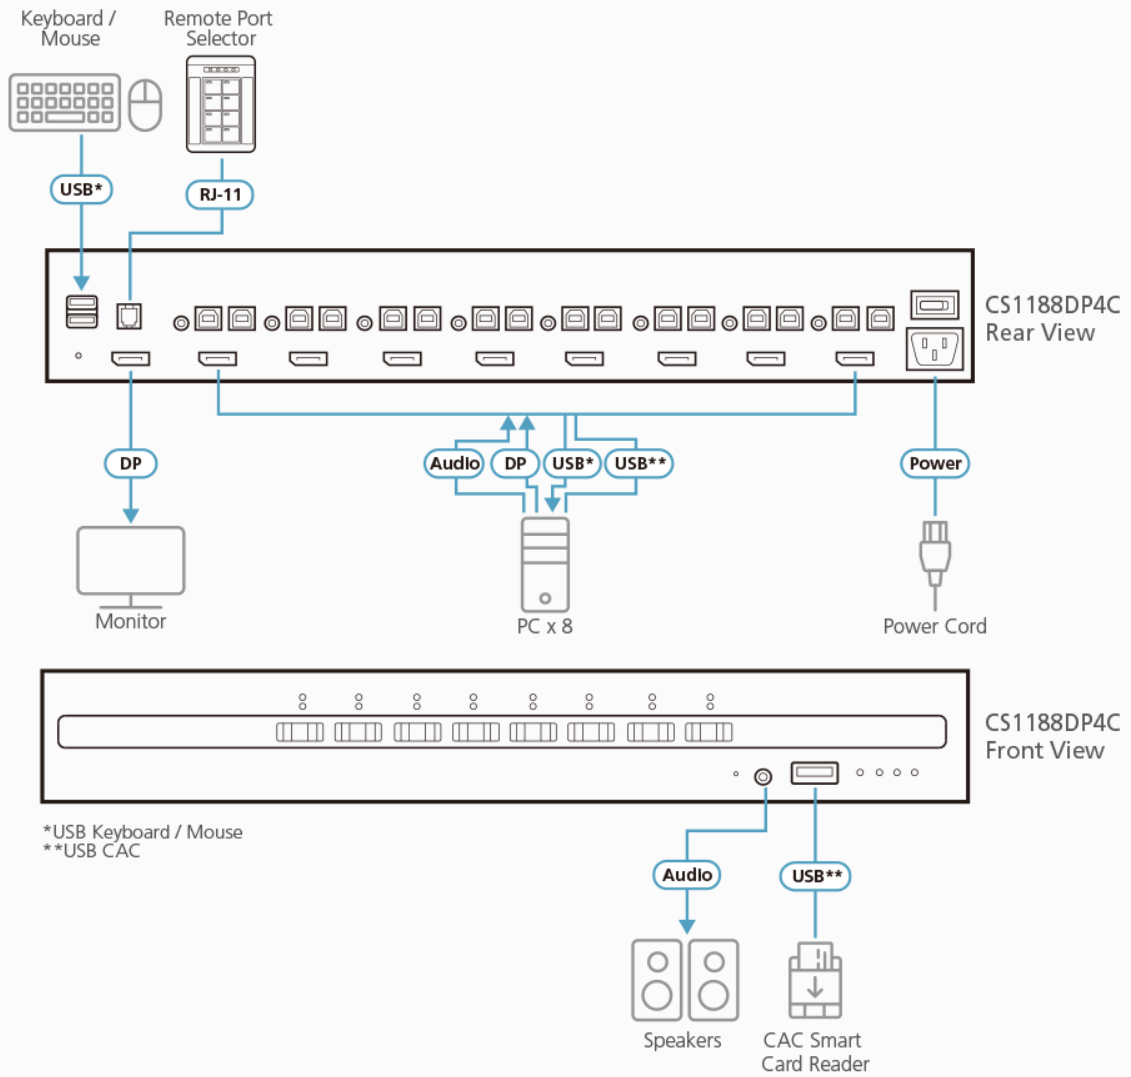 Keyboard /
Mouse
Remote Port
Selector
USB*
RJ-11
CS1188DP4C
Rear View
DP
Audio
DP
USB*
USB**
Power
Monitor
PC x 8
Power Cord
CS1188DP4C
Front View
*USB Keyboard / Mouse
**USB CAC
Audio
USB**
Speakers
CAC Smart
Card Reader